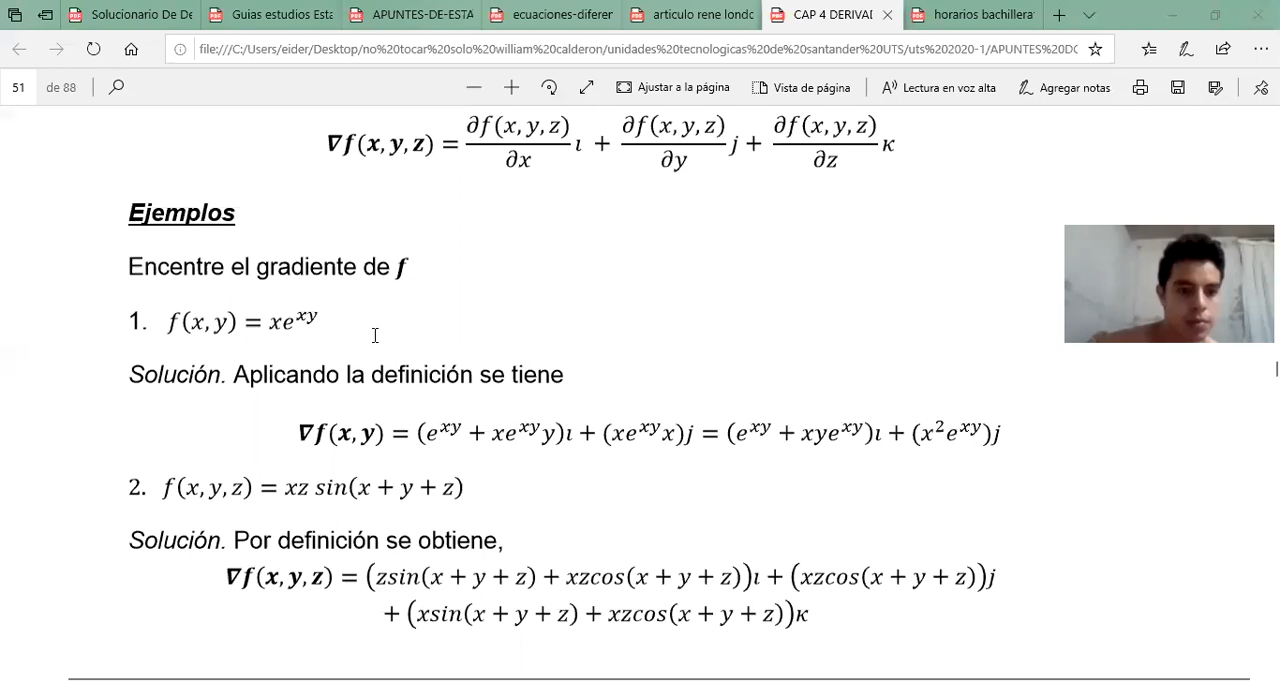 Solucionario De De
Guias estudios Esta
APUNTES-DE-ESTA
ecuaciones-diferen
articulo rene londo
CAP 4 DERIVAI
horarios bachillera
file:///C:/Users/eider/Desktop/no%20tocar%20solo%20william%20calderon/unidades%20tecnologicas%20de%20santander%20UTS/uts%202020-1/APUNTES%20DC
51 de 88
Ajustar a la página
Vista de página
Lectura en voz alta
Agregar notas
∇f(x, y, z) = ∂f(x, y, z)/∂x ı + ∂f(x, y, z)/∂y j + ∂f(x, y, z)/∂z κ
Ejemplos
Encentre el gradiente de f
1. f(x, y) = xe^xy
Solución. Aplicando la definición se tiene
∇f(x, y) = (e^xy + xe^xy y)ı + (xe^xy x)j = (e^xy + xye^xy)ı + (x²e^xy)j
2. f(x, y, z) = xz sin(x + y + z)
Solución. Por definición se obtiene,
∇f(x, y, z) = (zsin(x + y + z) + xzcos(x + y + z))ı + (xzcos(x + y + z))j
+ (xsin(x + y + z) + xzcos(x + y + z))κ